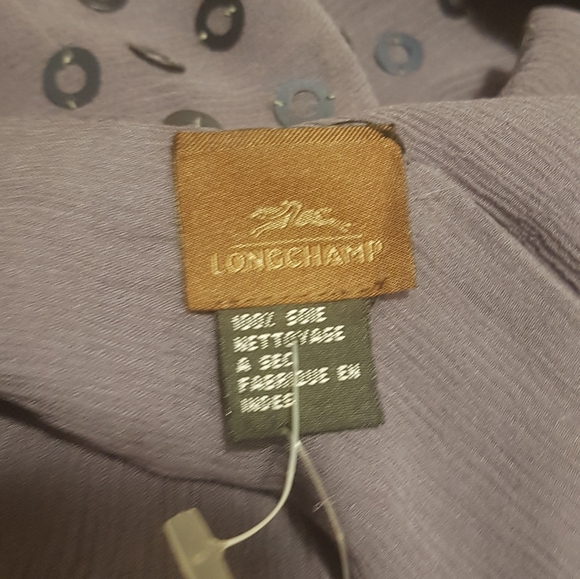 LONGCHAMP
100% SOIE
NETTOYAGE
A SEC
FABRIQUE EN
INDES